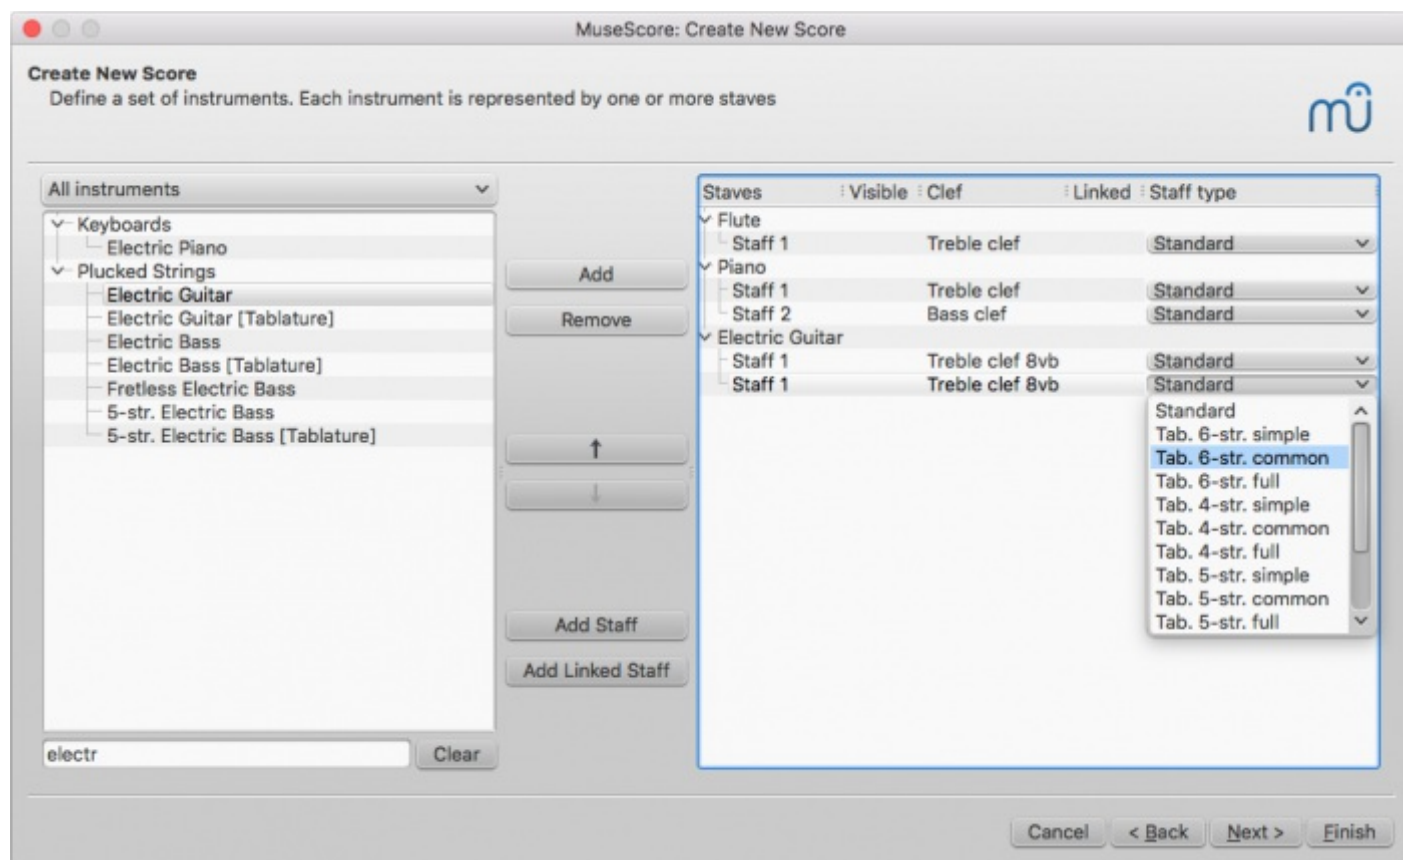 MuseScore: Create New Score
Create New Score
Define a set of instruments. Each instrument is represented by one or more staves
mu
All instruments
Keyboards
Electric Piano
Plucked Strings
Electric Guitar
Electric Guitar [Tablature]
Electric Bass
Electric Bass [Tablature]
Fretless Electric Bass
5-str. Electric Bass
5-str. Electric Bass [Tablature]
electr
Clear
Add
Remove
↑
↓
Add Staff
Add Linked Staff
Staves Visible Clef Linked Staff type
Flute
Staff 1 Treble clef Standard
Piano
Staff 1 Treble clef Standard
Staff 2 Bass clef Standard
Electric Guitar
Staff 1 Treble clef 8vb Standard
Staff 1 Treble clef 8vb Standard
Standard
Tab. 6-str. simple
Tab. 6-str. common
Tab. 6-str. full
Tab. 4-str. simple
Tab. 4-str. common
Tab. 4-str. full
Tab. 5-str. simple
Tab. 5-str. common
Tab. 5-str. full
Cancel < Back Next > Finish